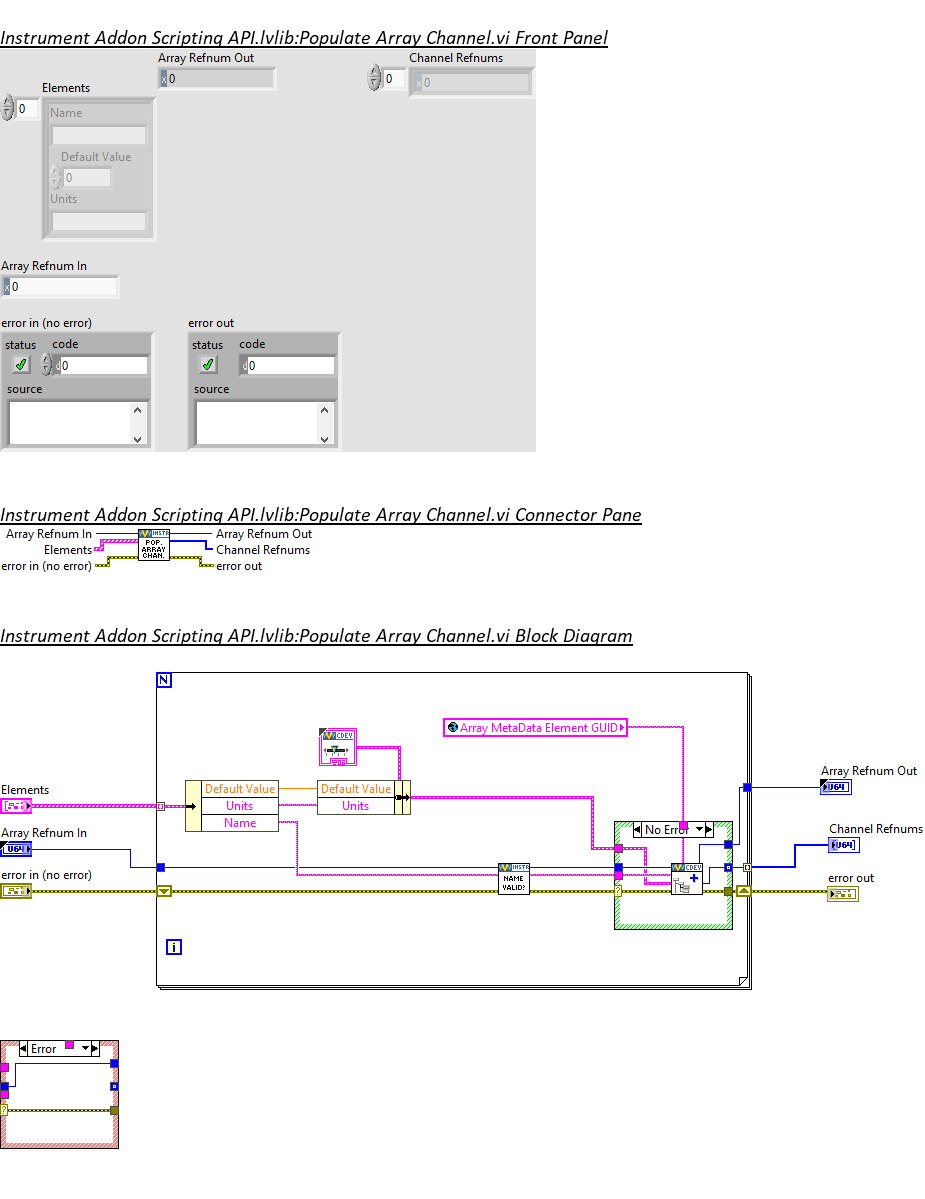 Instrument Addon Scripting API.lvlib:Populate Array Channel.vi Front Panel
Array Refnum Out
x 0
Channel Refnums
0
x 0
Elements
0
Name
Default Value
0
Units
Array Refnum In
x 0
error in (no error)
status code
d 0
source
error out
status code
d 0
source
Instrument Addon Scripting API.lvlib:Populate Array Channel.vi Connector Pane
Array Refnum In
Elements
error in (no error)
INSTR
POP.
ARRAY
CHAN.
Array Refnum Out
Channel Refnums
error out
Instrument Addon Scripting API.lvlib:Populate Array Channel.vi Block Diagram
N
Array MetaData Element GUID
CDEV
Elements
Default Value
Units
Name
Default Value
Units
Array Refnum In
U64
error in (no error)
INSTR
NAME
VALID?
No Error
CDEV
?
i
Array Refnum Out
U64
Channel Refnums
U64
error out
Error
?